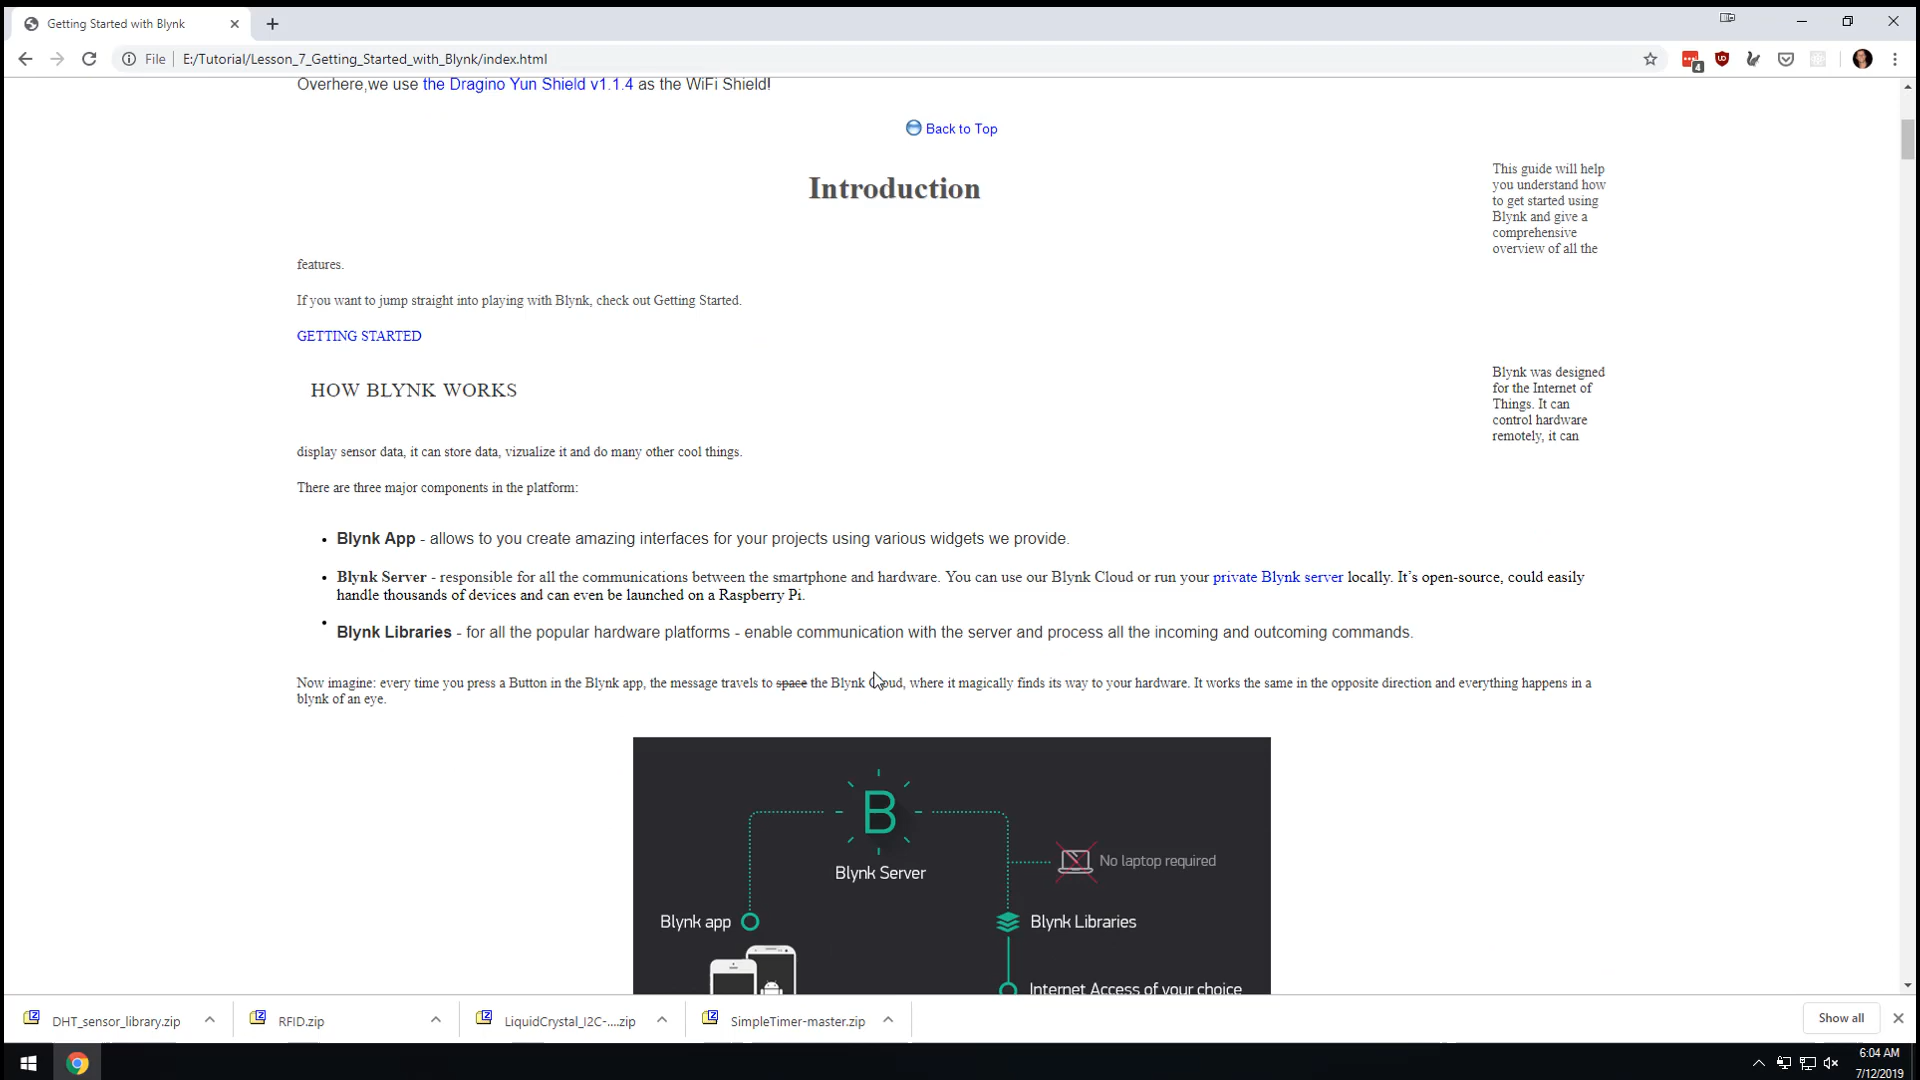 Getting Started with Blynk
File
E:/Tutorial/Lesson_7_Getting_Started_with_Blynk/index.html
4
Overhere,we use the Dragino Yun Shield v1.1.4 as the WiFi Shield!
Back to Top
Introduction
This guide will help
you understand how
to get started using
Blynk and give a
comprehensive
overview of all the
features.
If you want to jump straight into playing with Blynk, check out Getting Started.
GETTING STARTED
HOW BLYNK WORKS
Blynk was designed
for the Internet of
Things. It can
control hardware
remotely, it can
display sensor data, it can store data, vizualize it and do many other cool things.
There are three major components in the platform:
• Blynk App - allows to you create amazing interfaces for your projects using various widgets we provide.
• Blynk Server - responsible for all the communications between the smartphone and hardware. You can use our Blynk Cloud or run your private Blynk server locally. It's open-source, could easily
handle thousands of devices and can even be launched on a Raspberry Pi.
• Blynk Libraries - for all the popular hardware platforms - enable communication with the server and process all the incoming and outcoming commands.
Now imagine: every time you press a Button in the Blynk app, the message travels to space the Blynk Cloud, where it magically finds its way to your hardware. It works the same in the opposite direction and everything happens in a
blynk of an eye.
B
Blynk Server
No laptop required
Blynk app
Blynk Libraries
Internet Access of your choice
DHT_sensor_library.zip
RFID.zip
LiquidCrystal_I2C-....zip
SimpleTimer-master.zip
Show all
6:04 AM
7/12/2019